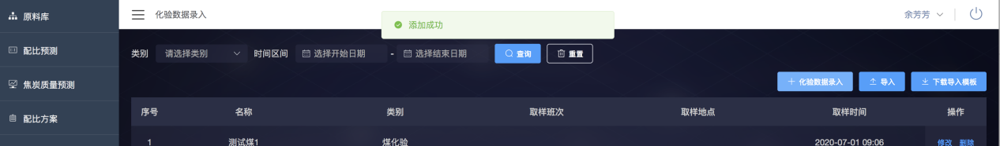 原料库
化验数据录入
余芳芳
添加成功
配比预测
类别 请选择类别 时间区间 选择开始日期 - 选择结束日期 查询 重置
焦炭质量预测
+ 化验数据录入 导入 下载导入模板
配比方案
序号 名称 类别 取样班次 取样地点 取样时间 操作
1 测试煤1 煤化验 2020-07-01 09:06 修改 删除